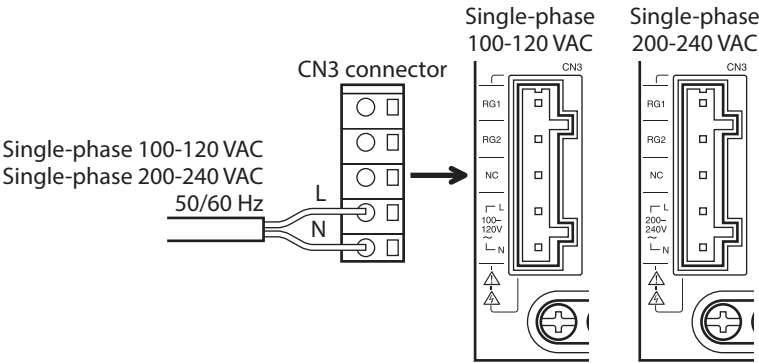 Single-phase
100-120 VAC
Single-phase
200-240 VAC
CN3 connector
Single-phase 100-120 VAC
Single-phase 200-240 VAC
50/60 Hz
L
N
CN3
RG1
RG2
NC
L
100–
120V
~
N
CN3
RG1
RG2
NC
L
200–
240V
~
N